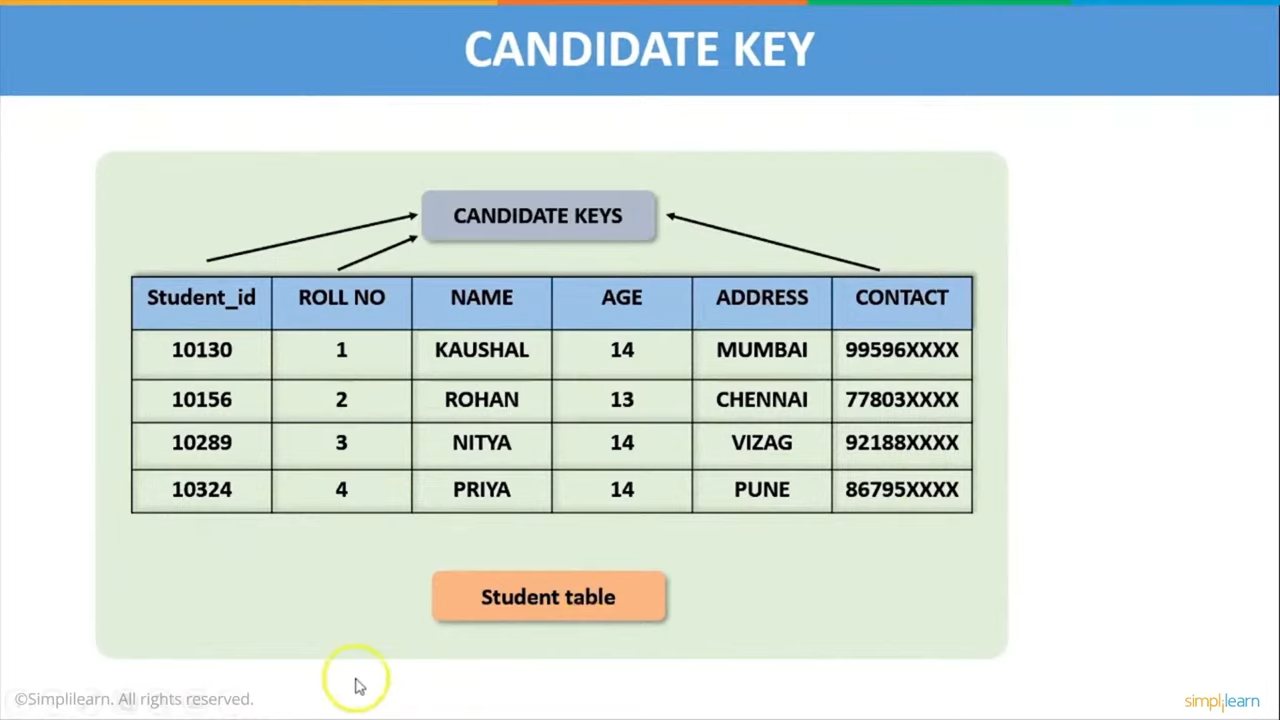 CANDIDATE KEY
CANDIDATE KEYS
Student_id ROLL NO NAME AGE ADDRESS CONTACT
10130 1 KAUSHAL 14 MUMBAI 99596XXXX
10156 2 ROHAN 13 CHENNAI 77803XXXX
10289 3 NITYA 14 VIZAG 92188XXXX
10324 4 PRIYA 14 PUNE 86795XXXX
Student table
©Simplilearn. All rights reserved.
simplilearn